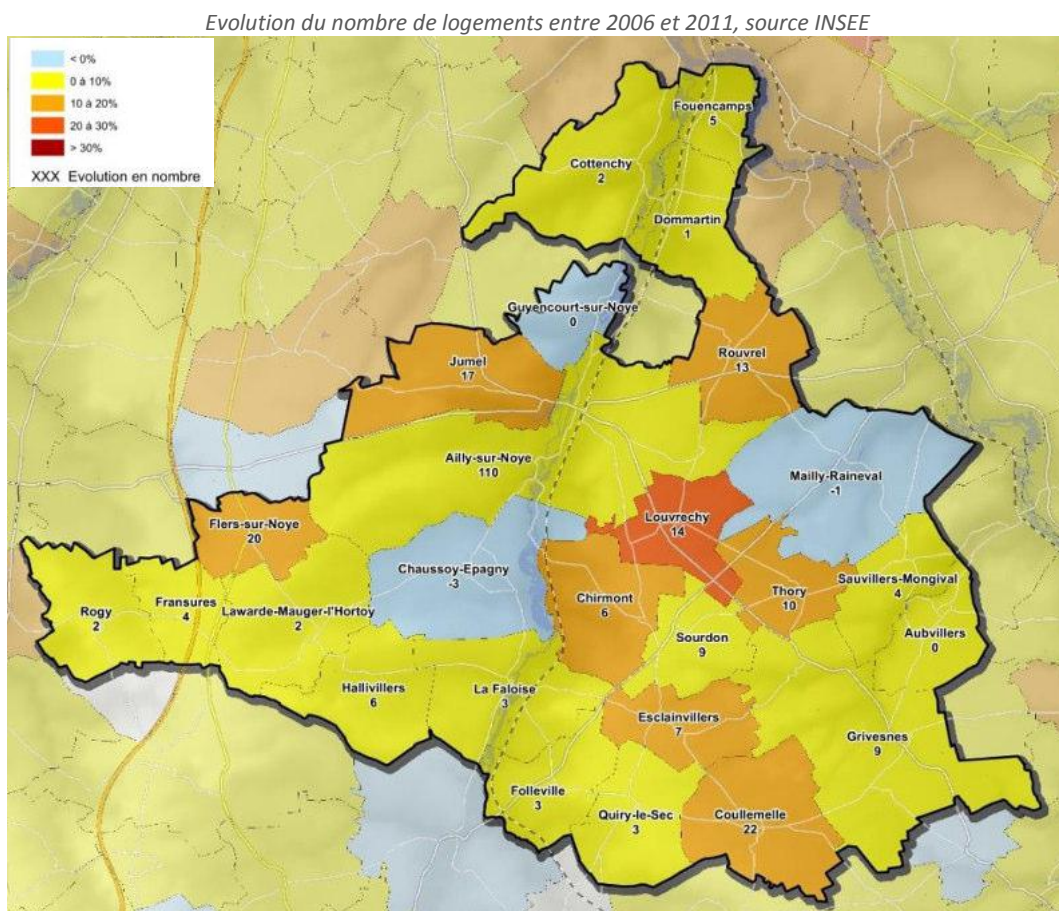 Evolution du nombre de logements entre 2006 et 2011, source INSEE
< 0%
0 à 10%
10 à 20%
20 à 30%
> 30%
XXX Evolution en nombre
Fouencamps
5
Cottenchy
2
Dommartin
1
Guyencourt-sur-Noye
0
Jumel
17
Rouvrel
13
Ailly-sur-Noye
110
Mailly-Raineval
-1
Flers-sur-Noye
20
Louvrechy
14
Chaussoy-Epagny
-3
Chirmont
6
Thory
10
Sauvillers-Mongival
4
Rogy
2
Fransures
4
Lawarde-Mauger-l'Hortoy
2
Sourdon
9
Aubvillers
0
Hallivillers
6
La Faloise
3
Esclainvillers
7
Grivesnes
9
Folleville
3
Quiry-le-Sec
3
Coullemelle
22